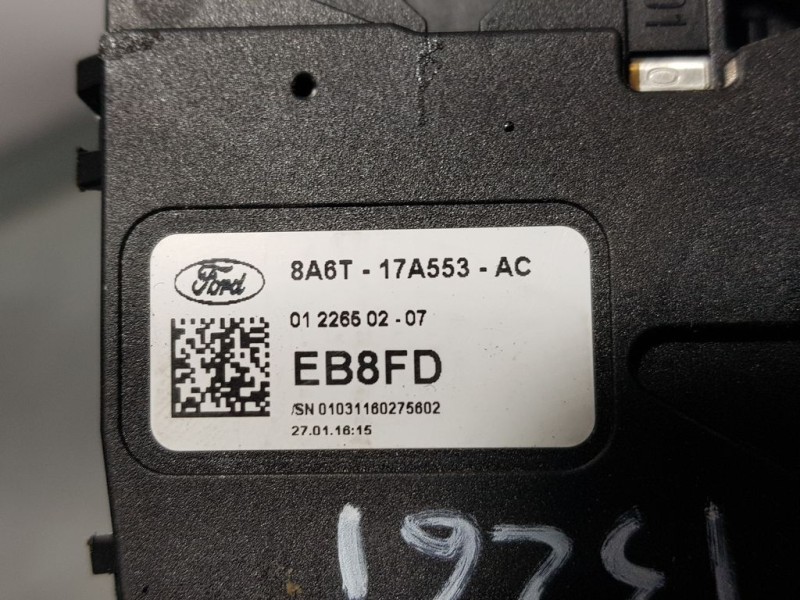 Ford
8A6T - 17A553 - AC
01 2265 02 - 07
EB8FD
/SN 01031160275602
27.01.16:15